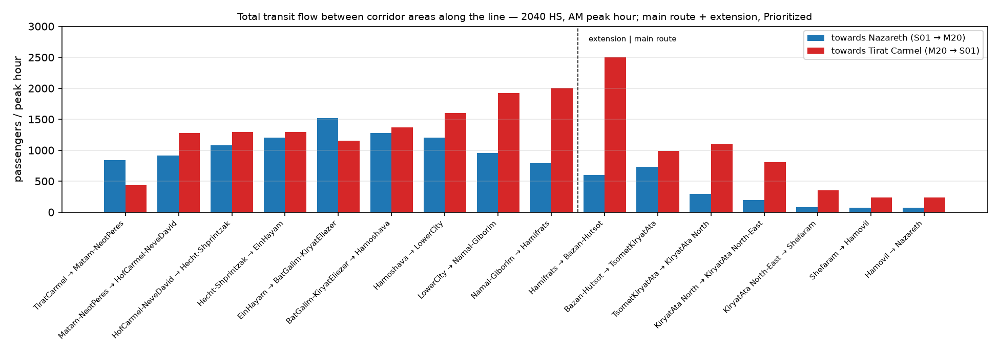 Total transit flow between corridor areas along the line — 2040 HS, AM peak hour; main route + extension, Prioritized
passengers / peak hour
3000
2500
2000
1500
1000
500
0
extension | main route
towards Nazareth (S01 → M20)
towards Tirat Carmel (M20 → S01)
TiratCarmel → Matam-NeotPeres
Matam-NeotPeres → HofCarmel-NeveDavid
HofCarmel-NeveDavid → Hecht-Shprintzak
Hecht-Shprintzak → EinHayam
EinHayam → BatGalim-KiryatEliezer
BatGalim-KiryatEliezer → Hamoshava
Hamoshava → LowerCity
LowerCity → Namal-Giborim
Namal-Giborim → Hamifrats
Hamifrats → Bazan-Hutsot
Bazan-Hutsot → TsometKiryatAta
TsometKiryatAta → KiryatAta North
KiryatAta North → KiryatAta North-East
KiryatAta North-East → Shefaram
Shefaram → Hamovil
Hamovil → Nazareth